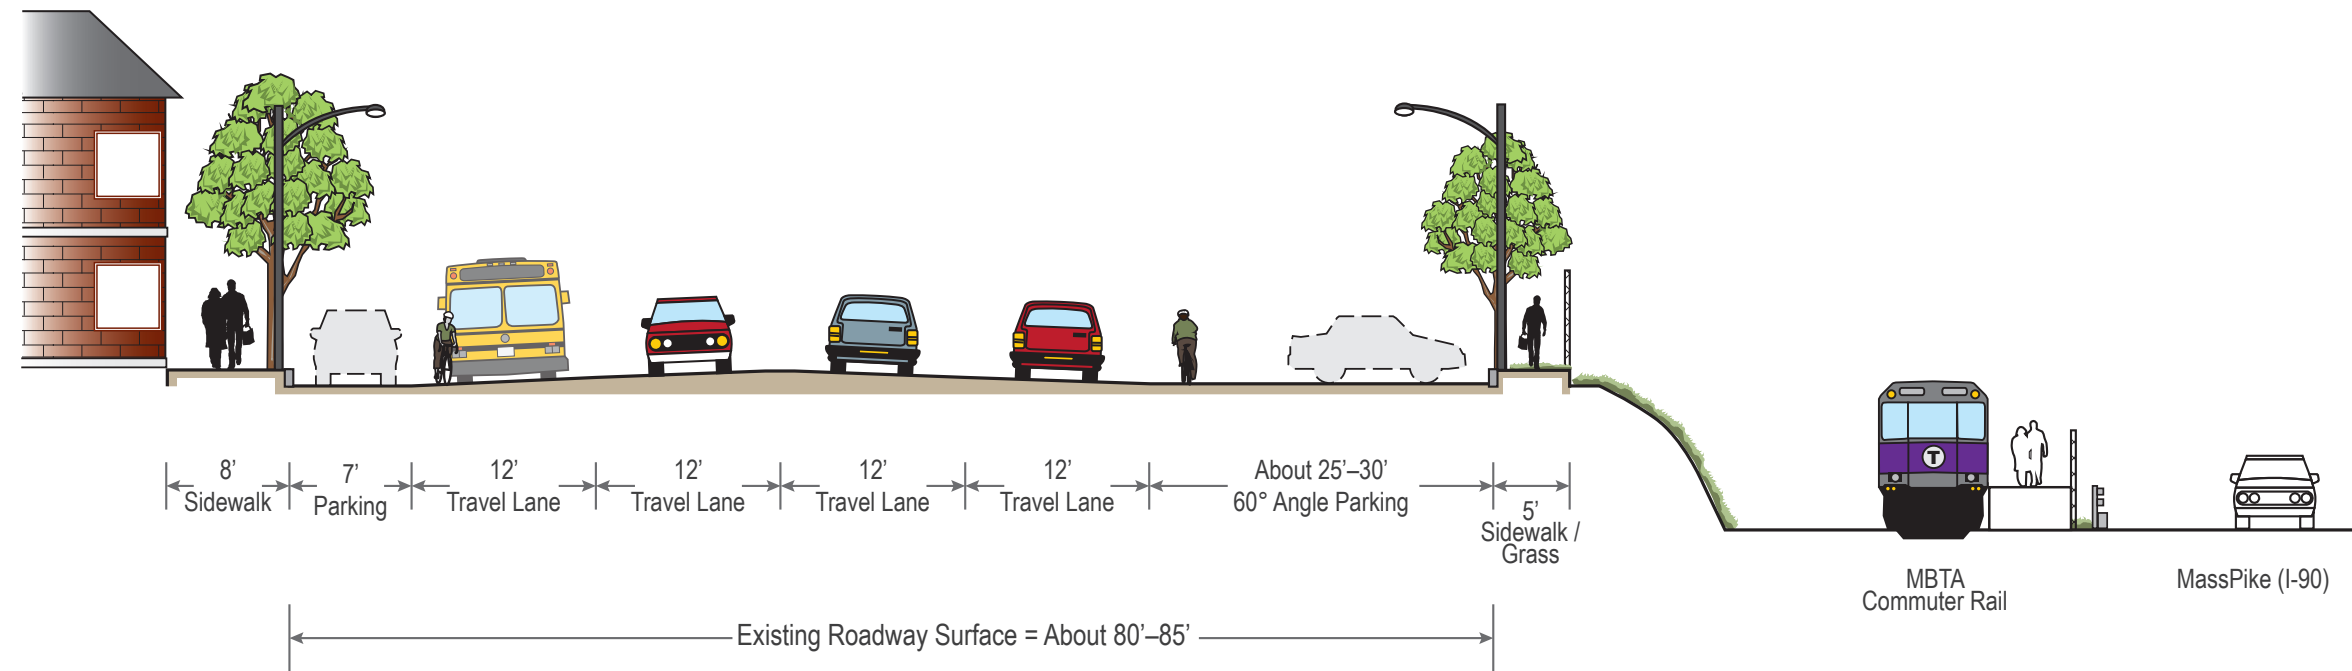 8’
Sidewalk
7’
Parking
12’
Travel Lane
12’
Travel Lane
12’
Travel Lane
12’
Travel Lane
About 25’–30’
60° Angle Parking
5’
Sidewalk /
Grass
T
MBTA
Commuter Rail
MassPike (I-90)
Existing Roadway Surface = About 80’–85’